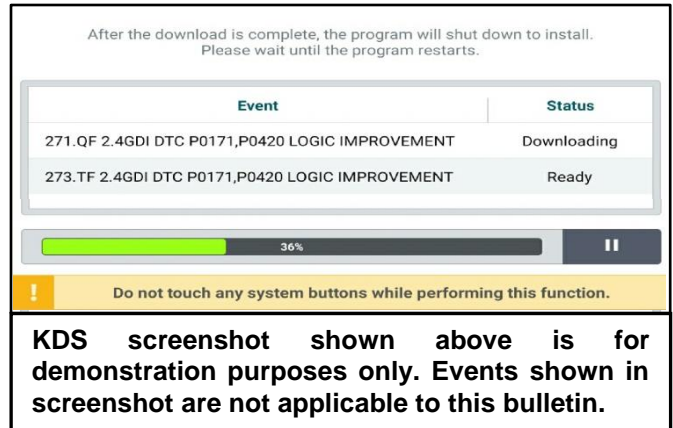 After the download is complete, the program will shut down to install.
Please wait until the program restarts.
Event Status
271.QF 2.4GDI DTC P0171,P0420 LOGIC IMPROVEMENT Downloading
273.TF 2.4GDI DTC P0171,P0420 LOGIC IMPROVEMENT Ready
36%
! Do not touch any system buttons while performing this function.
KDS screenshot shown above is for
demonstration purposes only. Events shown in
screenshot are not applicable to this bulletin.